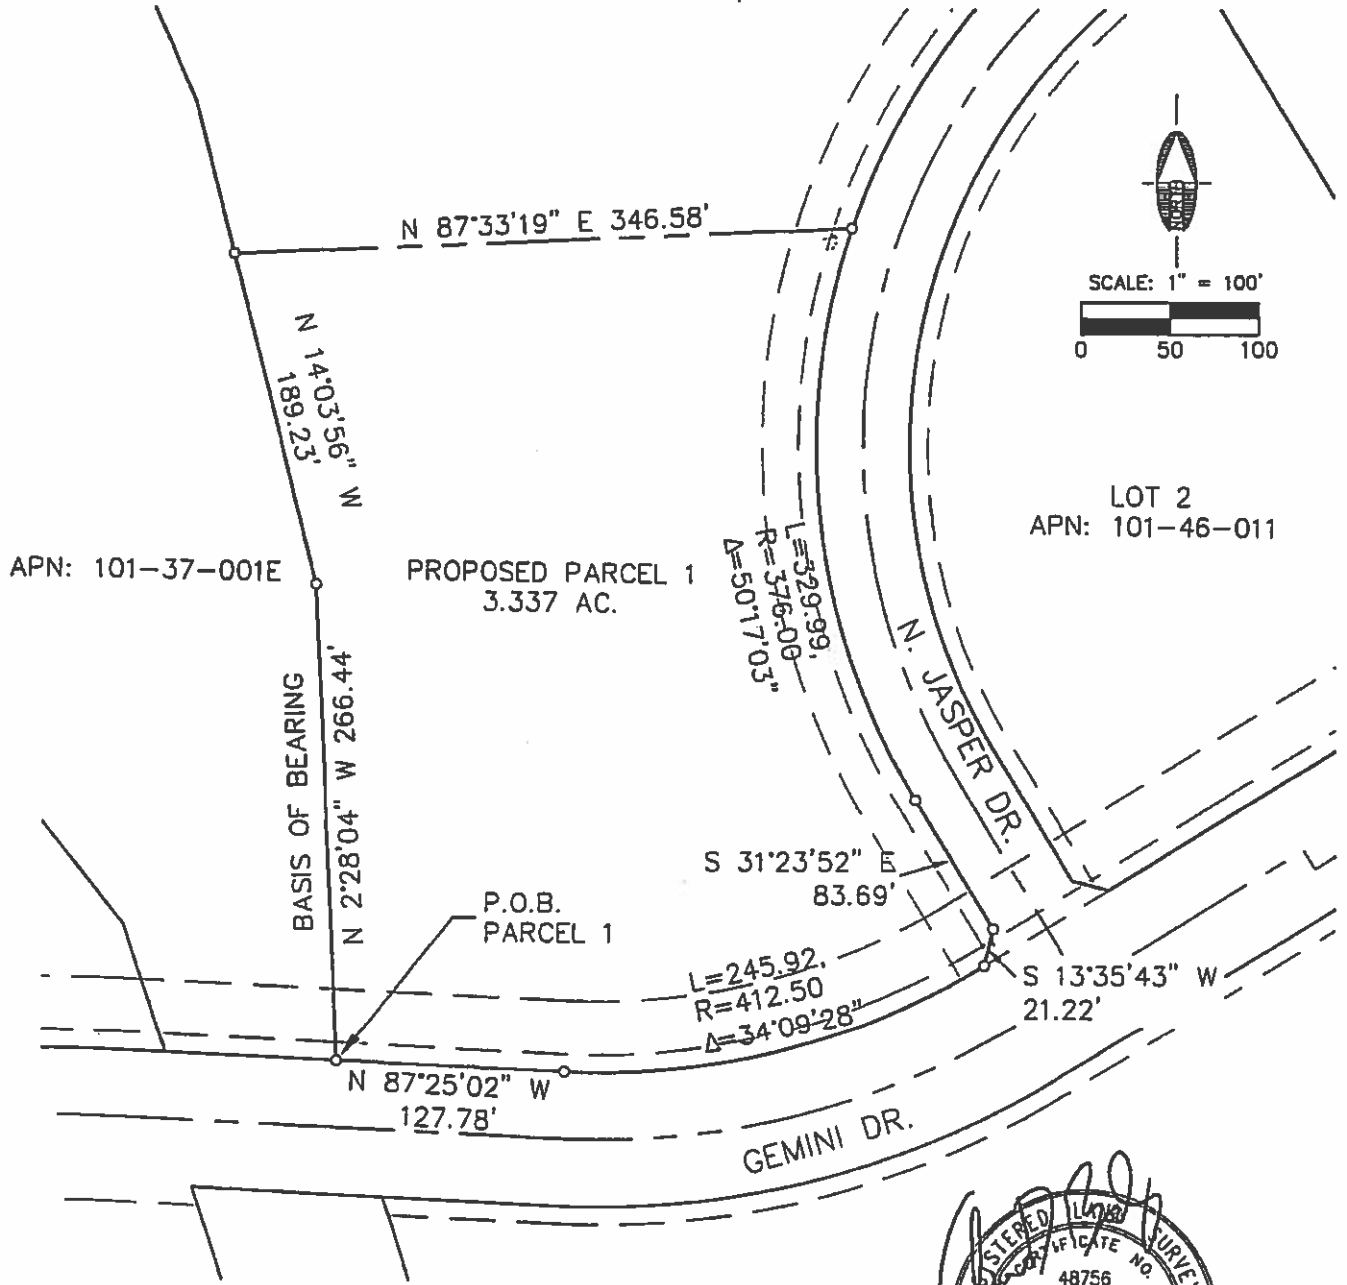 N 87°33'19" E 346.58'
SCALE: 1" = 100'
0 50 100
N 14°03'56" W
189.23'
LOT 2
APN: 101-46-011
APN: 101-37-001E
PROPOSED PARCEL 1
3.337 AC.
L=329.99,
R=376.00
Δ=50°17'03"
N. JASPER DR.
BASIS OF BEARING
N 2°28'04" W 266.44'
S 31°23'52" E
83.69'
P.O.B.
PARCEL 1
L=245.92,
R=412.50
Δ=34°09'28"
S 13°35'43" W
21.22'
N 87°25'02" W
127.78'
GEMINI DR.
CERTIFICATE NO.
48756